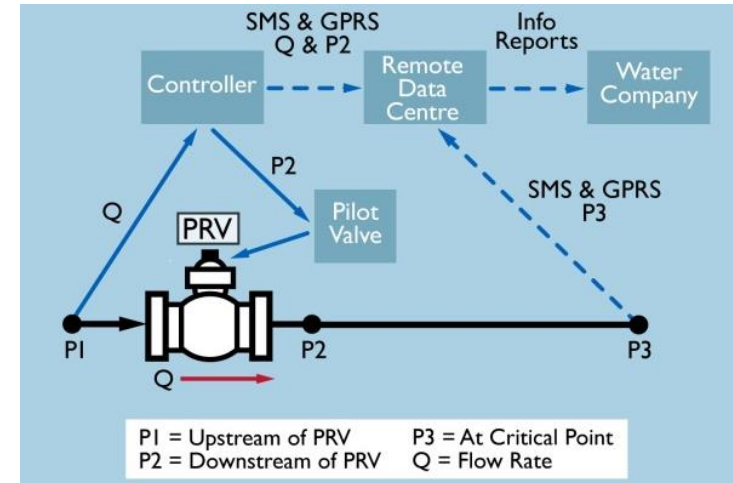 SMS & GPRS
Q & P2
Info
Reports
Controller
Remote
Data
Centre
Water
Company
P2
Q
PRV
Pilot
Valve
SMS & GPRS
P3
P1
P2
P3
Q
P1 = Upstream of PRV
P3 = At Critical Point
P2 = Downstream of PRV
Q = Flow Rate